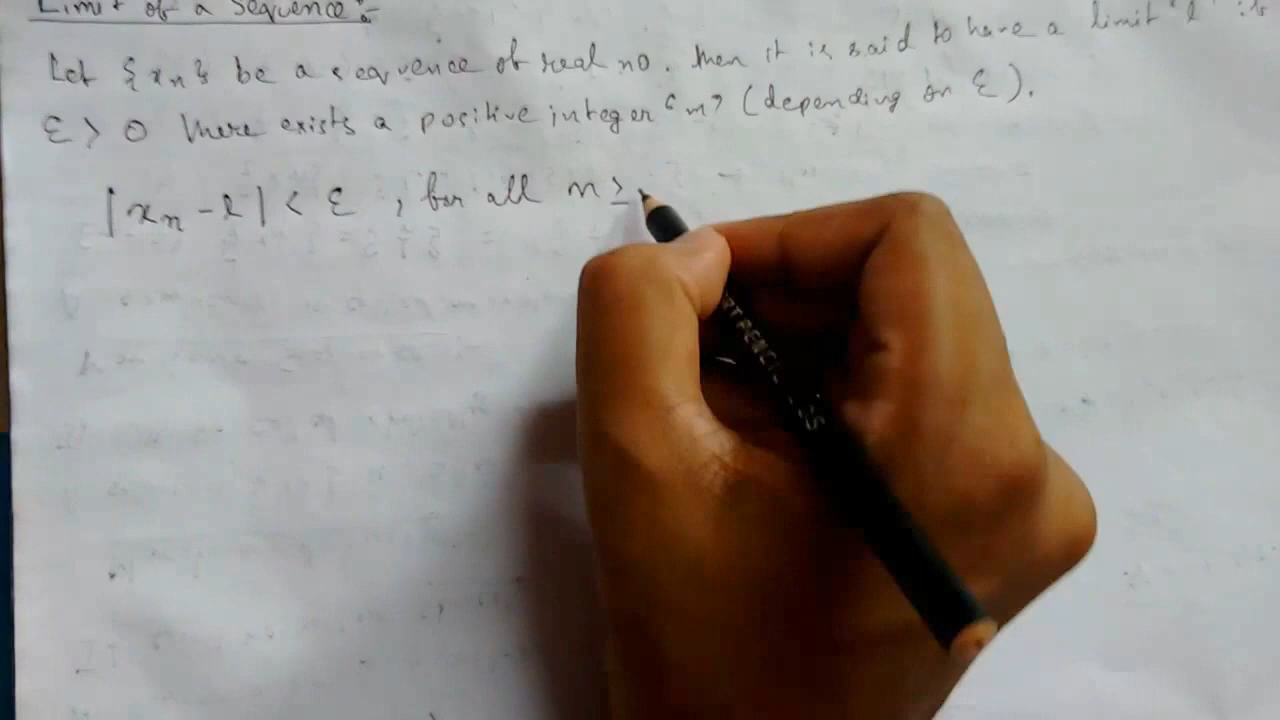 Limit of a Sequence:-
Let {xn} be a sequence of real no. Then it is said to have a limit 'l' if
ε > 0 there exists a positive integer 'm' (depending on ε).
|xn - l| < ε , for all n ≥